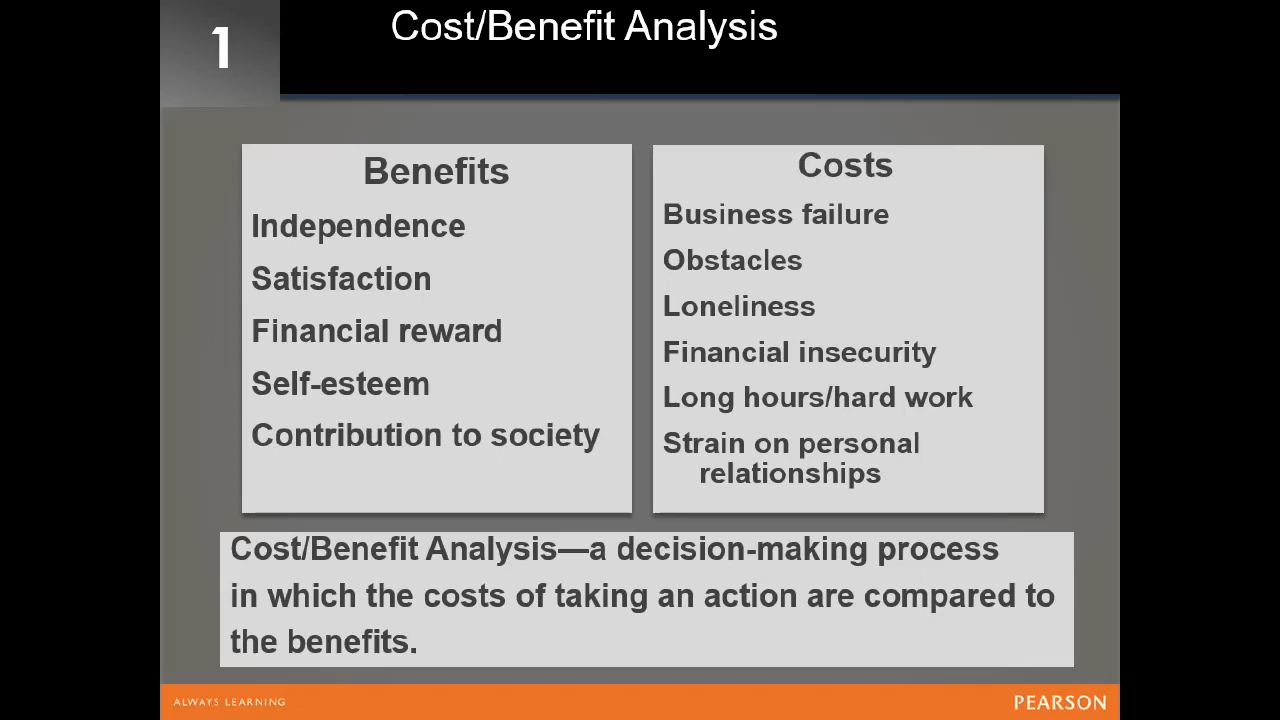 1
Cost/Benefit Analysis
Benefits
Independence
Satisfaction
Financial reward
Self-esteem
Contribution to society
Costs
Business failure
Obstacles
Loneliness
Financial insecurity
Long hours/hard work
Strain on personal
relationships
Cost/Benefit Analysis—a decision-making process
in which the costs of taking an action are compared to
the benefits.
ALWAYS LEARNING
PEARSON